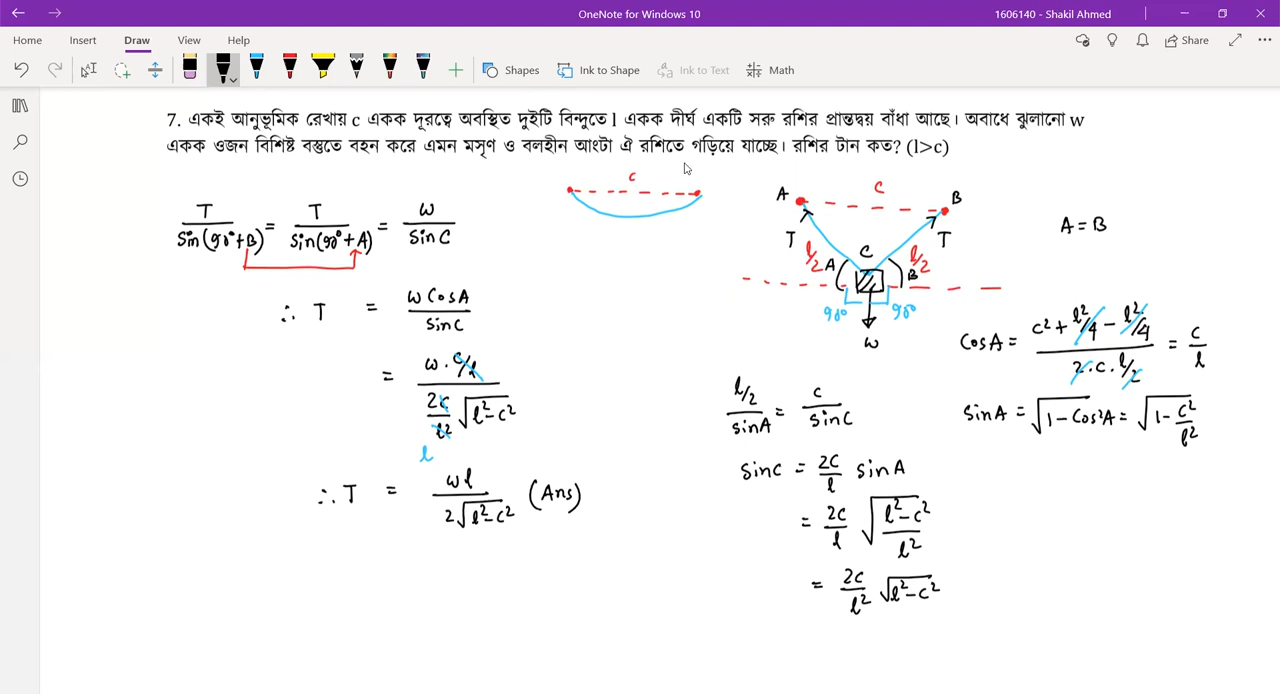 OneNote for Windows 10
1606140 - Shakil Ahmed
Home Insert Draw View Help
Share
Shapes Ink to Shape Ink to Text Math
7. একই আনুভূমিক রেখায় c একক দূরত্বে অবস্থিত দুইটি বিন্দুতে l একক দীর্ঘ একটি সরু রশির প্রান্তদ্বয় বাঁধা আছে। অবাধে ঝুলানো w
একক ওজন বিশিষ্ট বস্তুতে বহন করে এমন মসৃণ ও বলহীন আংটা ঐ রশিতে গড়িয়ে যাচ্ছে। রশির টান কত? (l>c)
T/sin(90°+B) = T/sin(90°+A) = w/sinC
∴ T = w cosA/sinC
= w·c/l / (2c/l² √l²-c²)
l
∴ T = wl/2√l²-c² (Ans)
c
A c B
T l/2 A C B l/2 T
90° 90°
w
A = B
l/2/sinA = c/sinC
sinC = 2c/l sinA
= 2c/l √l²-c²/l²
= 2c/l² √l²-c²
cosA = c²+l²/4-l²/4 / 2·c·l/2 = c/l
sinA = √1-cos²A = √1-c²/l²